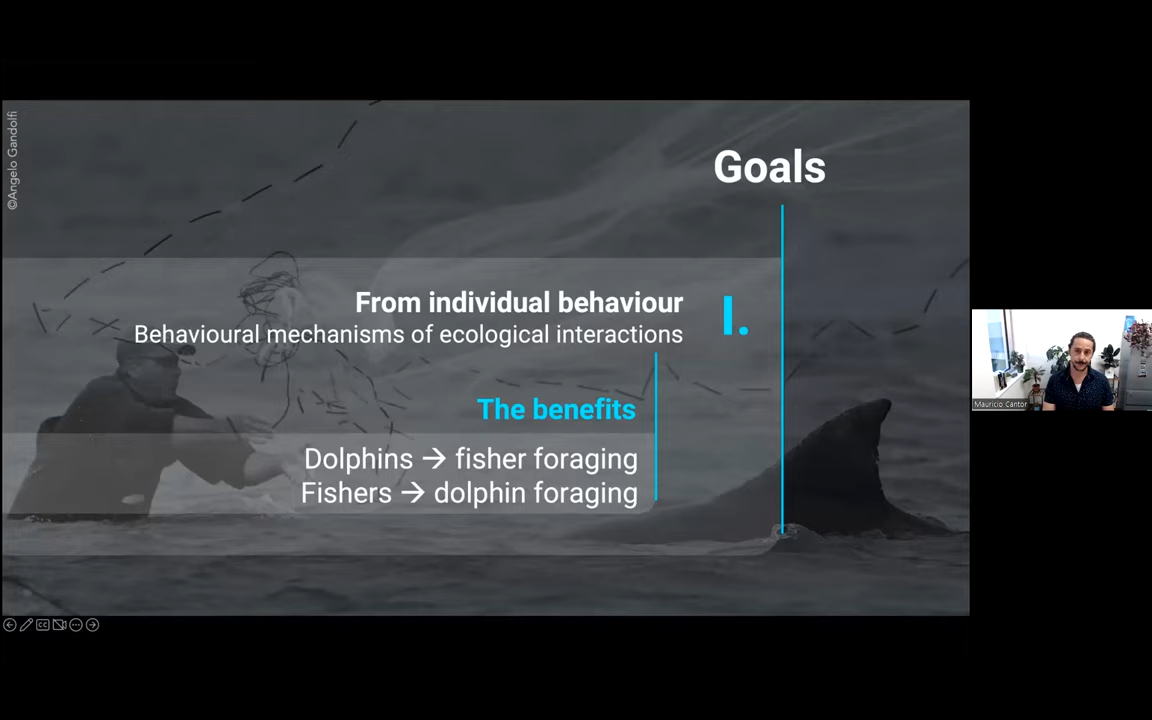 ©Angelo Gandolfi
Goals
I.
From individual behaviour
Behavioural mechanisms of ecological interactions
The benefits
Dolphins → fisher foraging
Fishers → dolphin foraging
Mauricio Cantor